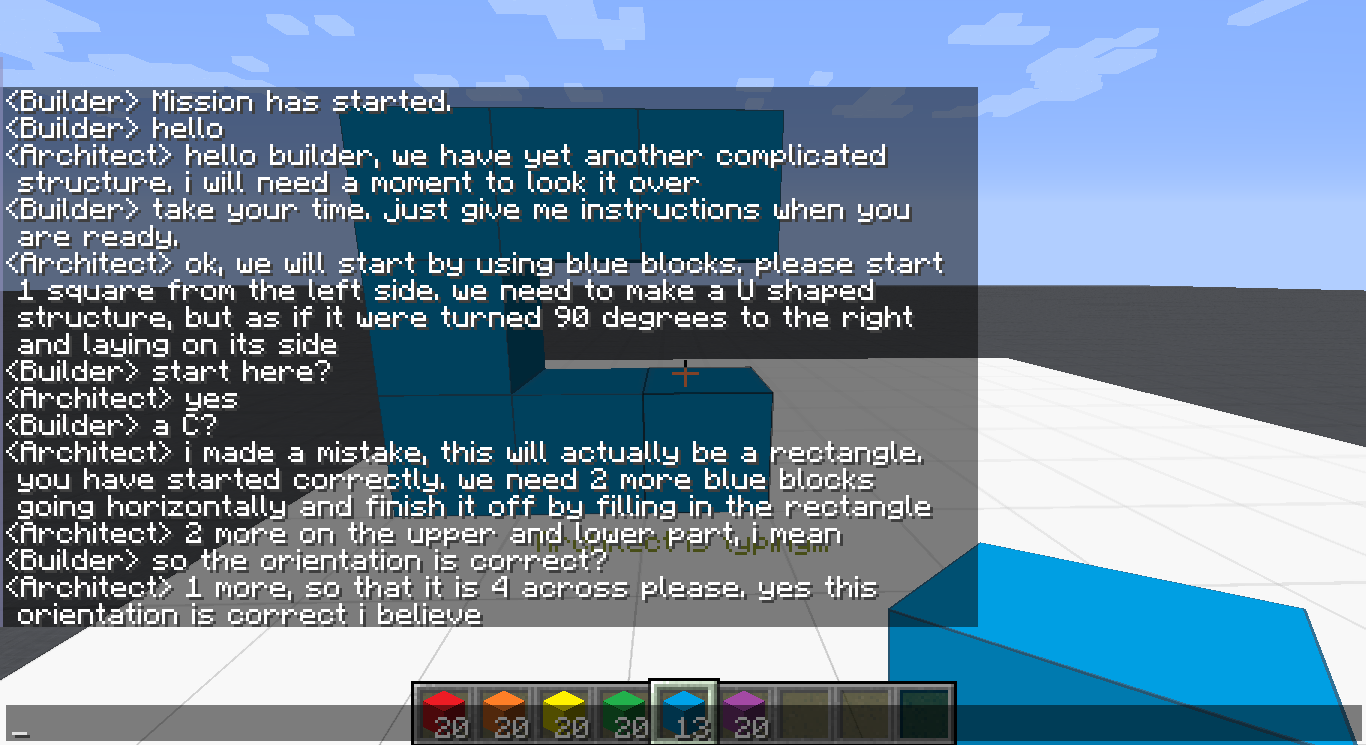 <Builder> Mission has started.
<Builder> hello
<Architect> hello builder, we have yet another complicated
structure. i will need a moment to look it over
<Builder> take your time. just give me instructions when you
are ready.
<Architect> ok, we will start by using blue blocks. please start
1 square from the left side. we need to make a U shaped
structure, but as if it were turned 90 degrees to the right
and laying on its side
<Builder> start here?
<Architect> yes
<Builder> a C?
<Architect> i made a mistake, this will actually be a rectangle.
you have started correctly. we need 2 more blue blocks
going horizontally and finish it off by filling in the rectangle
<Architect> 2 more on the upper and lower part, i mean
Architect is typing
<Builder> so the orientation is correct?
<Architect> 1 more, so that it is 4 across please, yes this
orientation is correct i believe
20 20 20 20 13 20
_